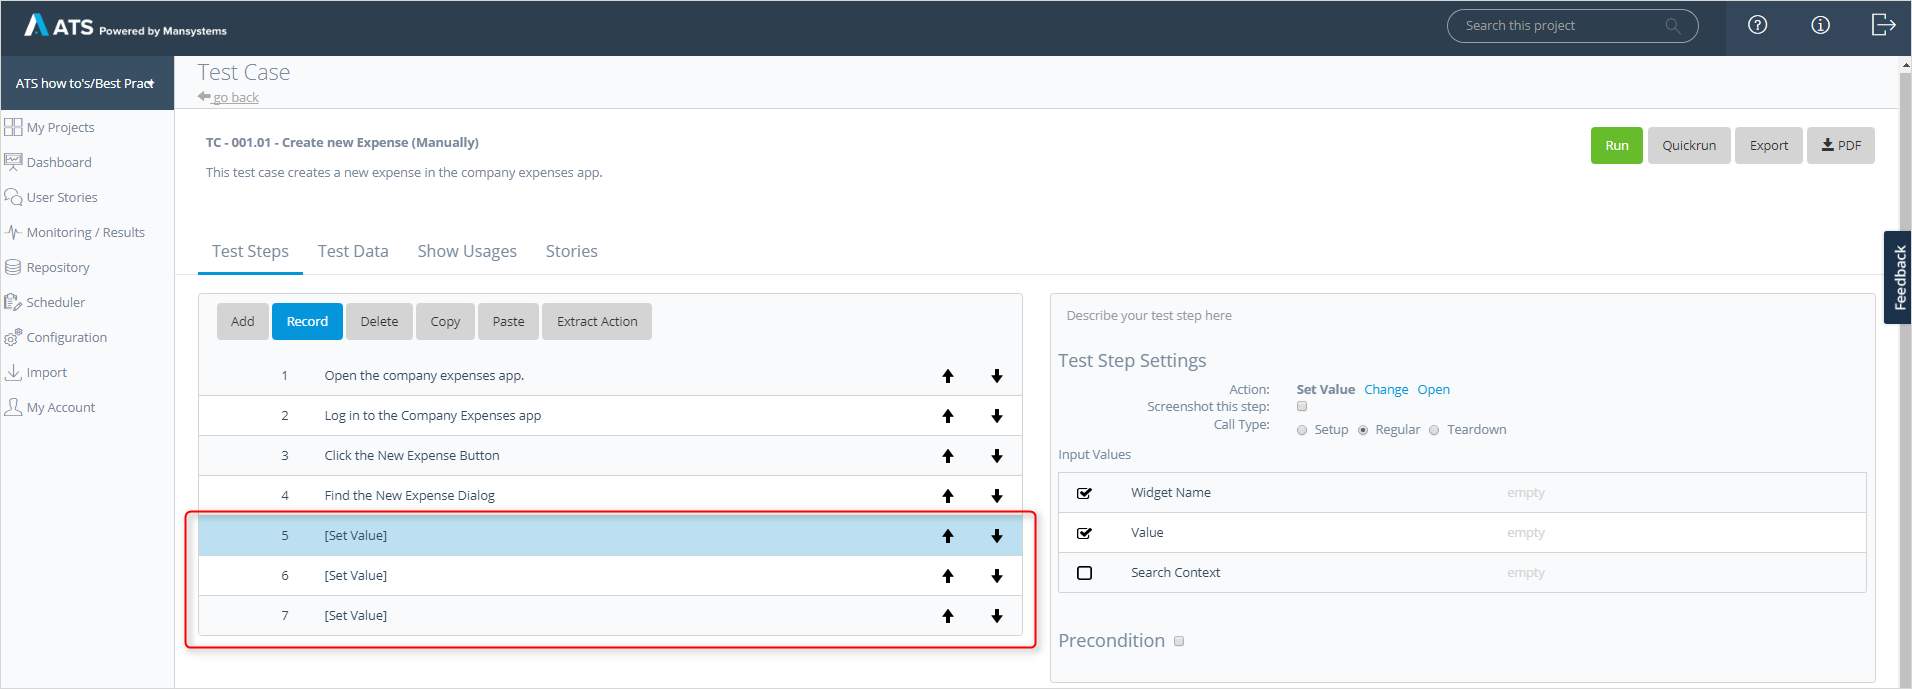 ATS Powered by Mansystems
Search this project
ATS how to's/Best Pract
Test Case
go back
My Projects
Dashboard
User Stories
Monitoring / Results
Repository
Scheduler
Configuration
Import
My Account
TC - 001.01 - Create new Expense (Manually)
This test case creates a new expense in the company expenses app.
Run Quickrun Export PDF
Test Steps Test Data Show Usages Stories
Feedback
Add Record Delete Copy Paste Extract Action
1 Open the company expenses app.
2 Log in to the Company Expenses app
3 Click the New Expense Button
4 Find the New Expense Dialog
5 [Set Value]
6 [Set Value]
7 [Set Value]
Describe your test step here
Test Step Settings
Action: Set Value Change Open
Screenshot this step:
Call Type: Setup Regular Teardown
Input Values
Widget Name empty
Value empty
Search Context empty
Precondition